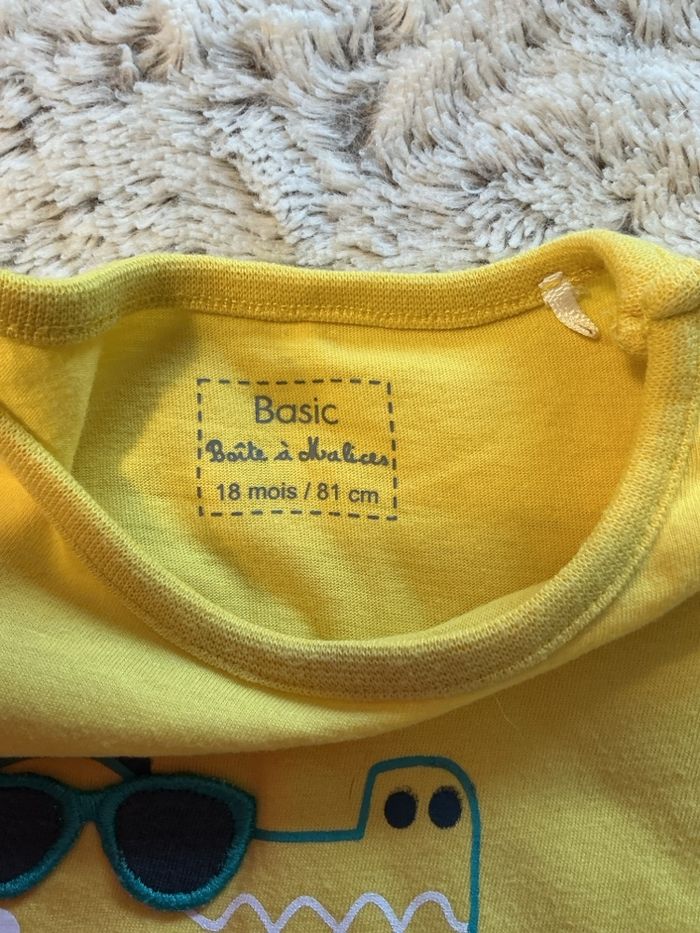 Basic
Boîte à Malices
18 mois / 81 cm